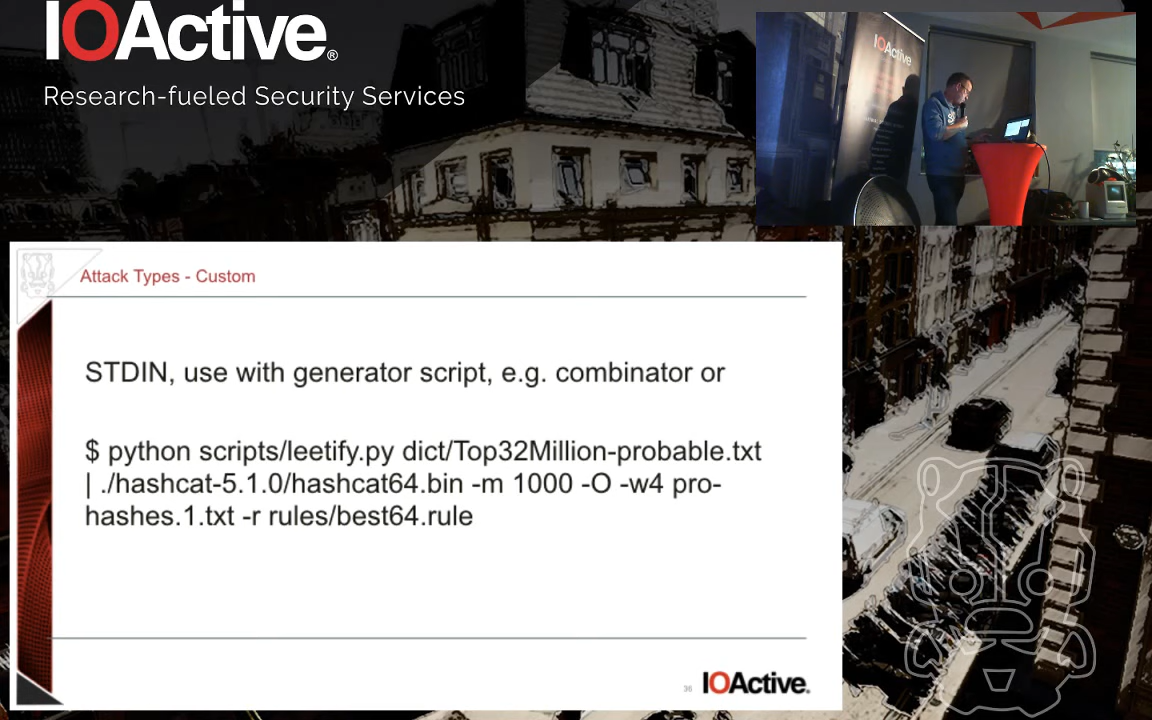 IOActive®
Research-fueled Security Services
IOActive
Attack Types - Custom
STDIN, use with generator script, e.g. combinator or
$ python scripts/leetify.py dict/Top32Million-probable.txt
| ./hashcat-5.1.0/hashcat64.bin -m 1000 -O -w4 pro-
hashes.1.txt -r rules/best64.rule
36
IOActive.